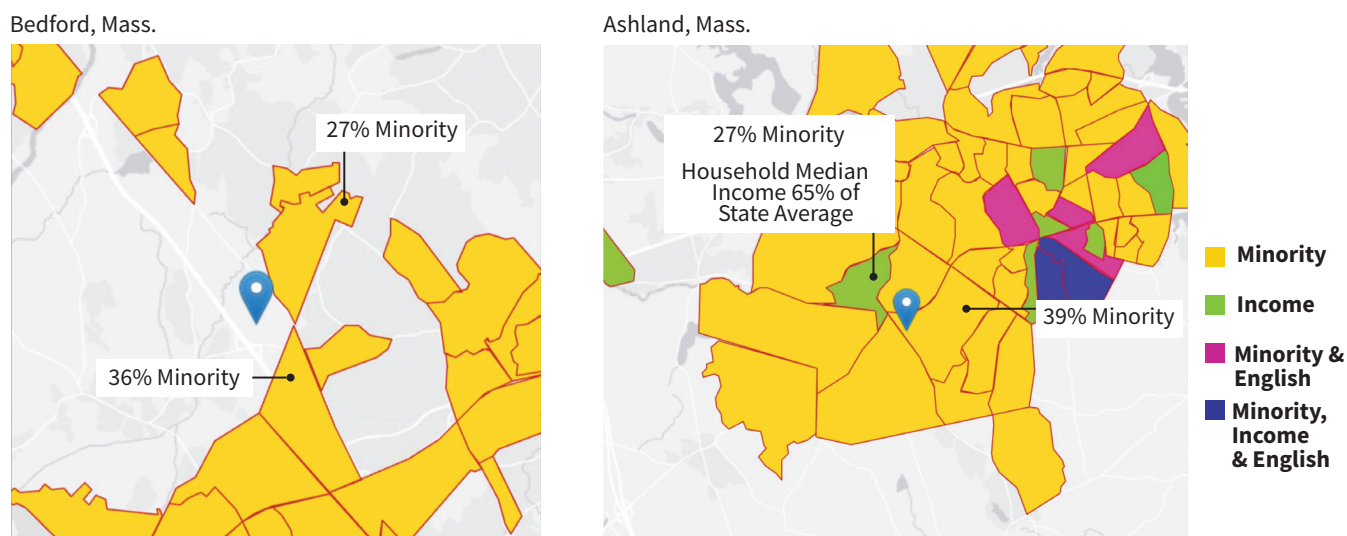 Bedford, Mass.
27% Minority
36% Minority
Ashland, Mass.
27% Minority
Household Median
Income 65% of
State Average
39% Minority
Minority
Income
Minority &
English
Minority,
Income
& English